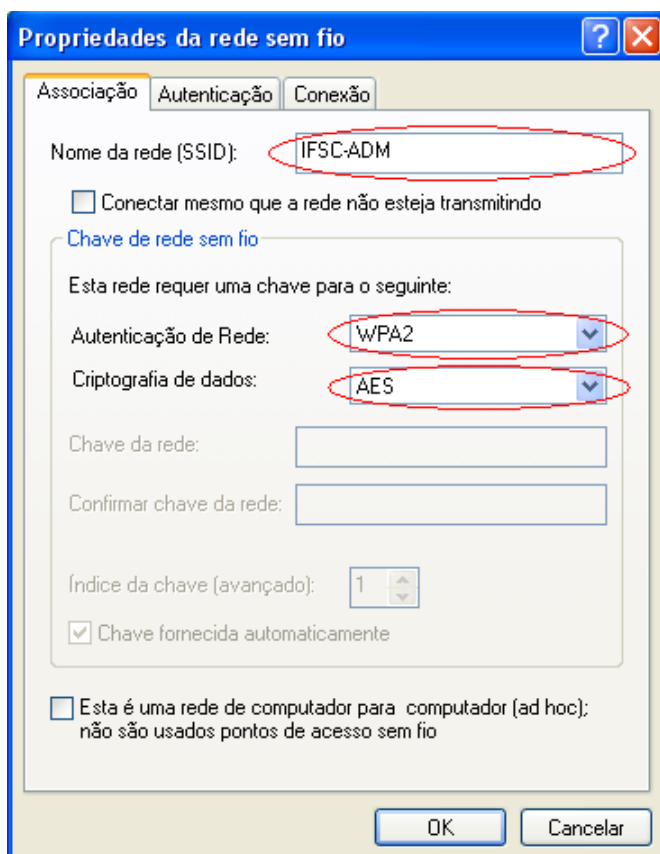 Propriedades da rede sem fio
Associação Autenticação Conexão
Nome da rede (SSID): IFSC-ADM
Conectar mesmo que a rede não esteja transmitindo
Chave de rede sem fio
Esta rede requer uma chave para o seguinte:
Autenticação de Rede: WPA2
Criptografia de dados: AES
Chave da rede:
Confirmar chave da rede:
Índice da chave (avançado): 1
Chave fornecida automaticamente
Esta é uma rede de computador para computador (ad hoc);
não são usados pontos de acesso sem fio
OK Cancelar